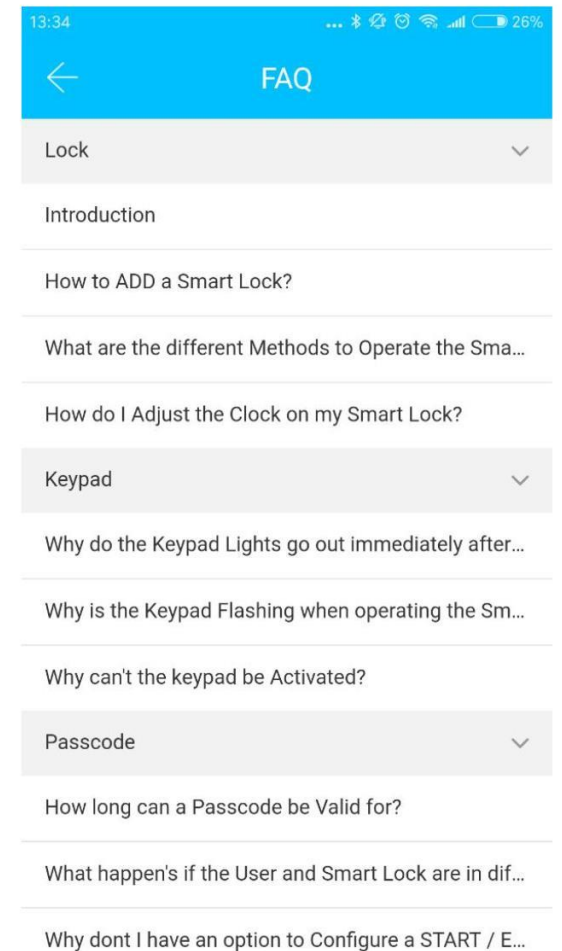 13:34 ... 26%
FAQ
Lock
Introduction
How to ADD a Smart Lock?
What are the different Methods to Operate the Sma...
How do I Adjust the Clock on my Smart Lock?
Keypad
Why do the Keypad Lights go out immediately after...
Why is the Keypad Flashing when operating the Sm...
Why can't the keypad be Activated?
Passcode
How long can a Passcode be Valid for?
What happen's if the User and Smart Lock are in dif...
Why dont I have an option to Configure a START / E...